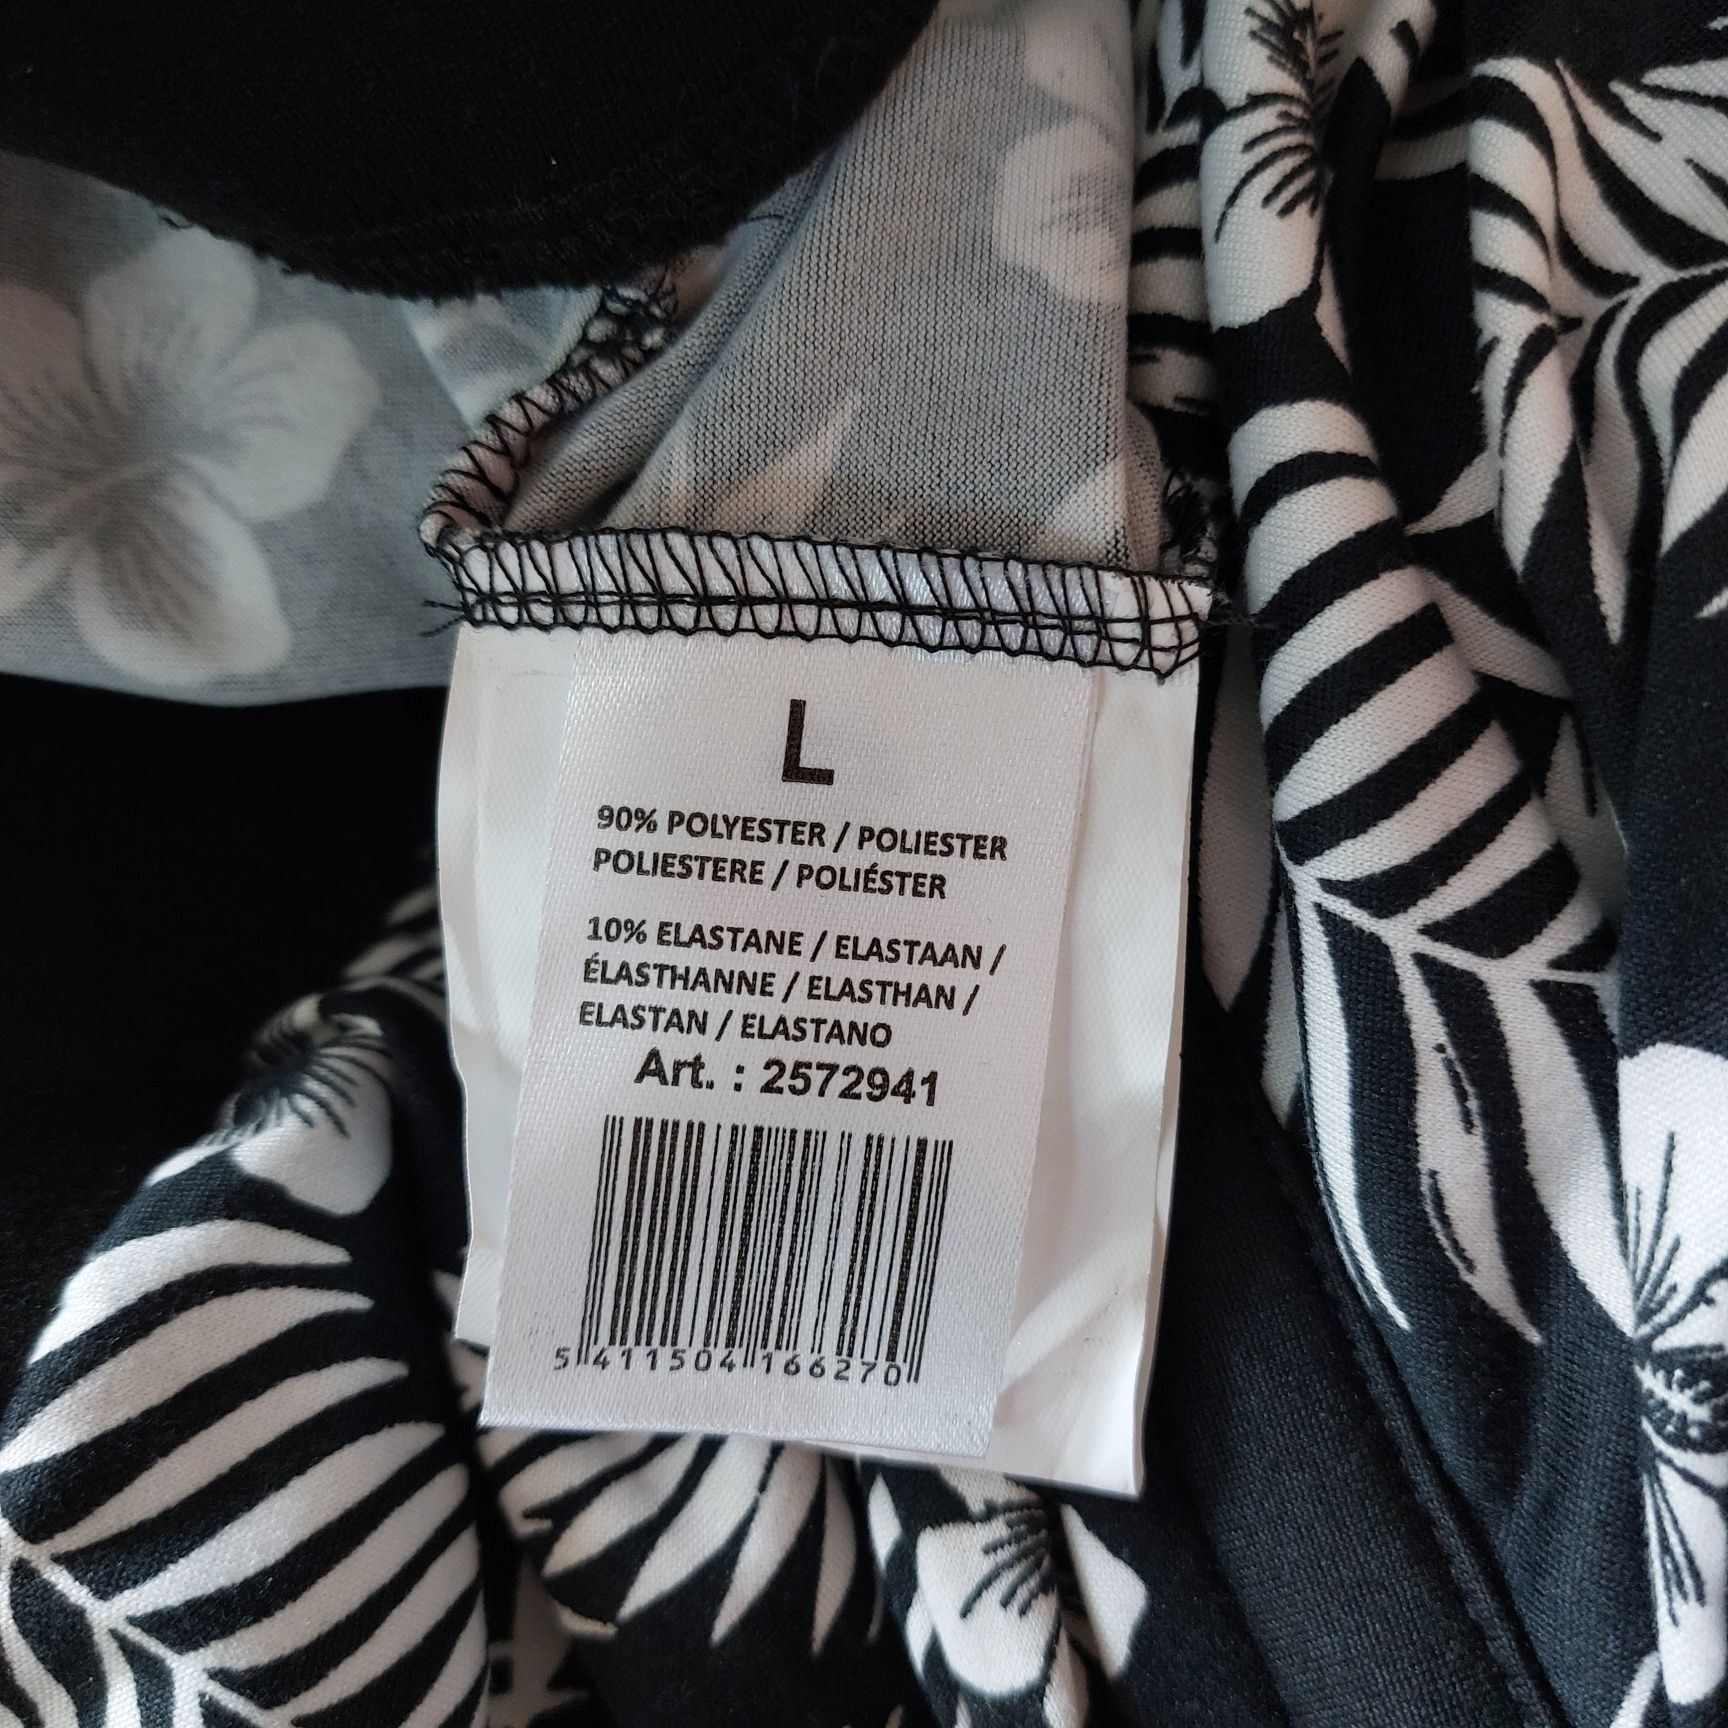 L
90% POLYESTER / POLIESTER
POLIESTERE / POLIÉSTER
10% ELASTANE / ELASTAAN /
ÉLASTHANNE / ELASTHAN /
ELASTAN / ELASTANO
Art. : 2572941
5 411504 166270